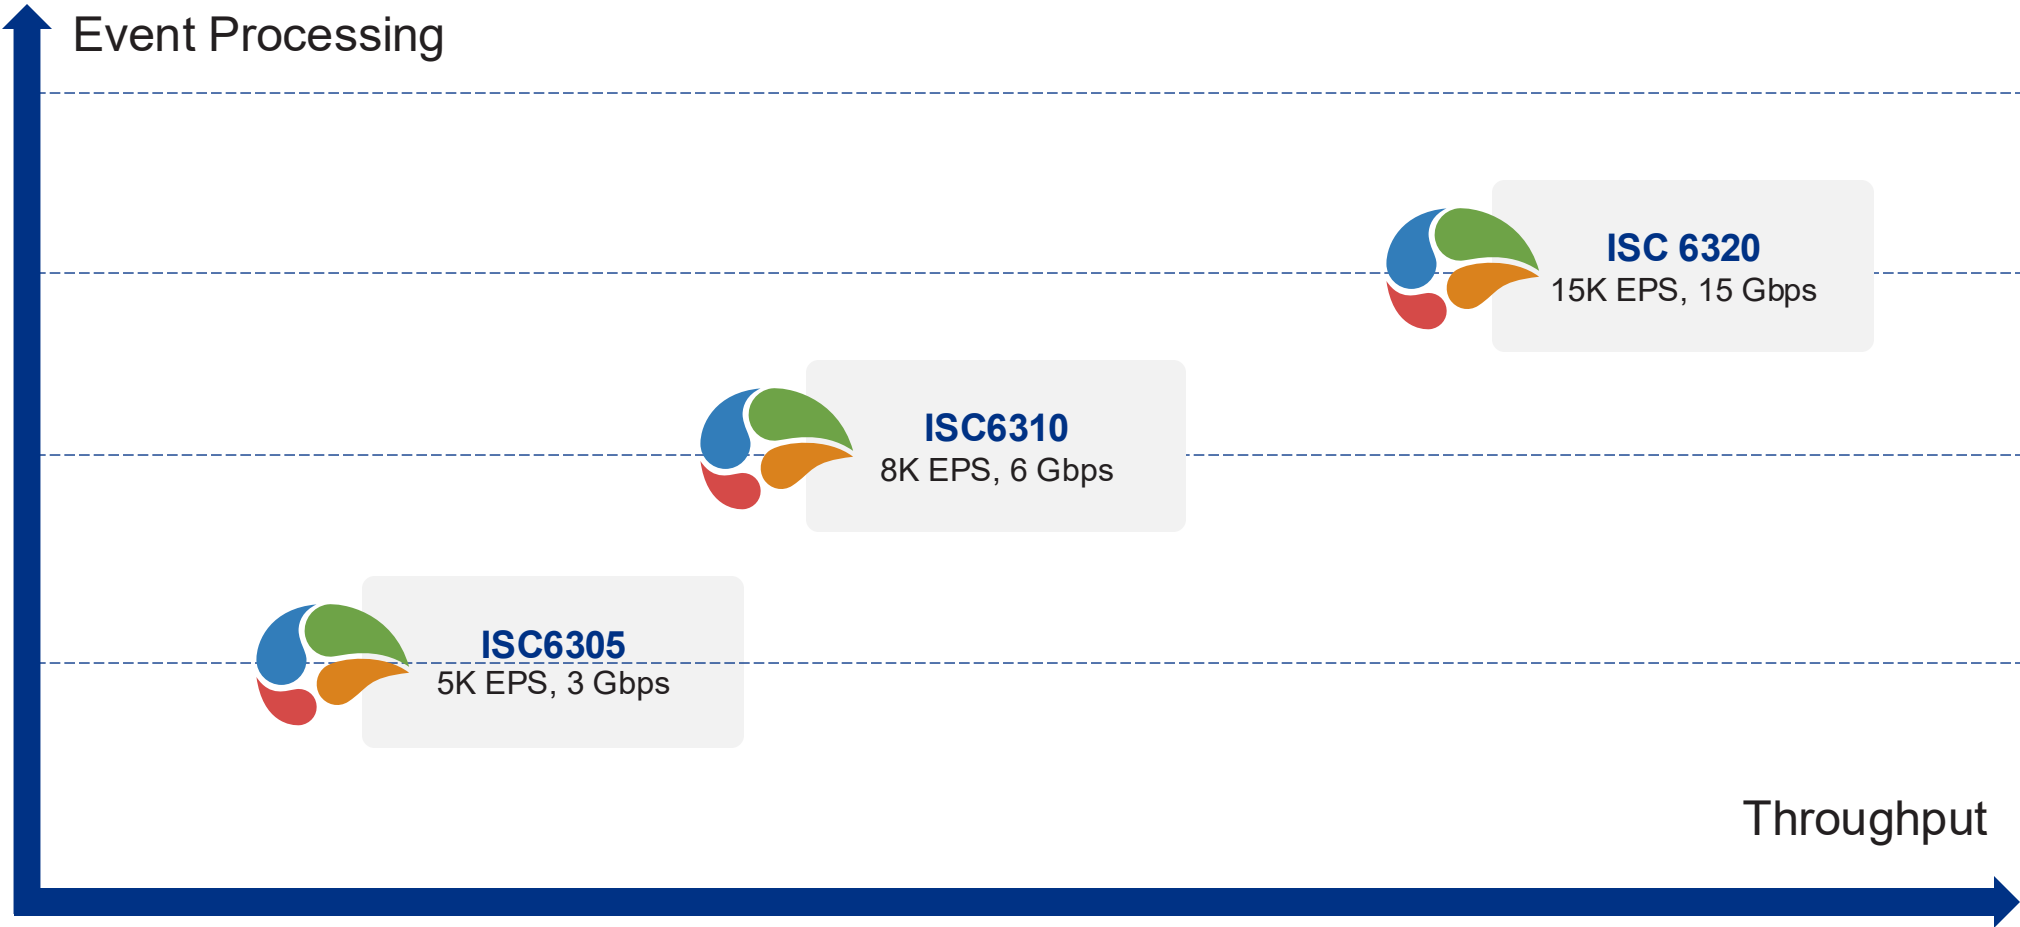 Event Processing
ISC 6320
15K EPS, 15 Gbps
ISC6310
8K EPS, 6 Gbps
ISC6305
5K EPS, 3 Gbps
Throughput